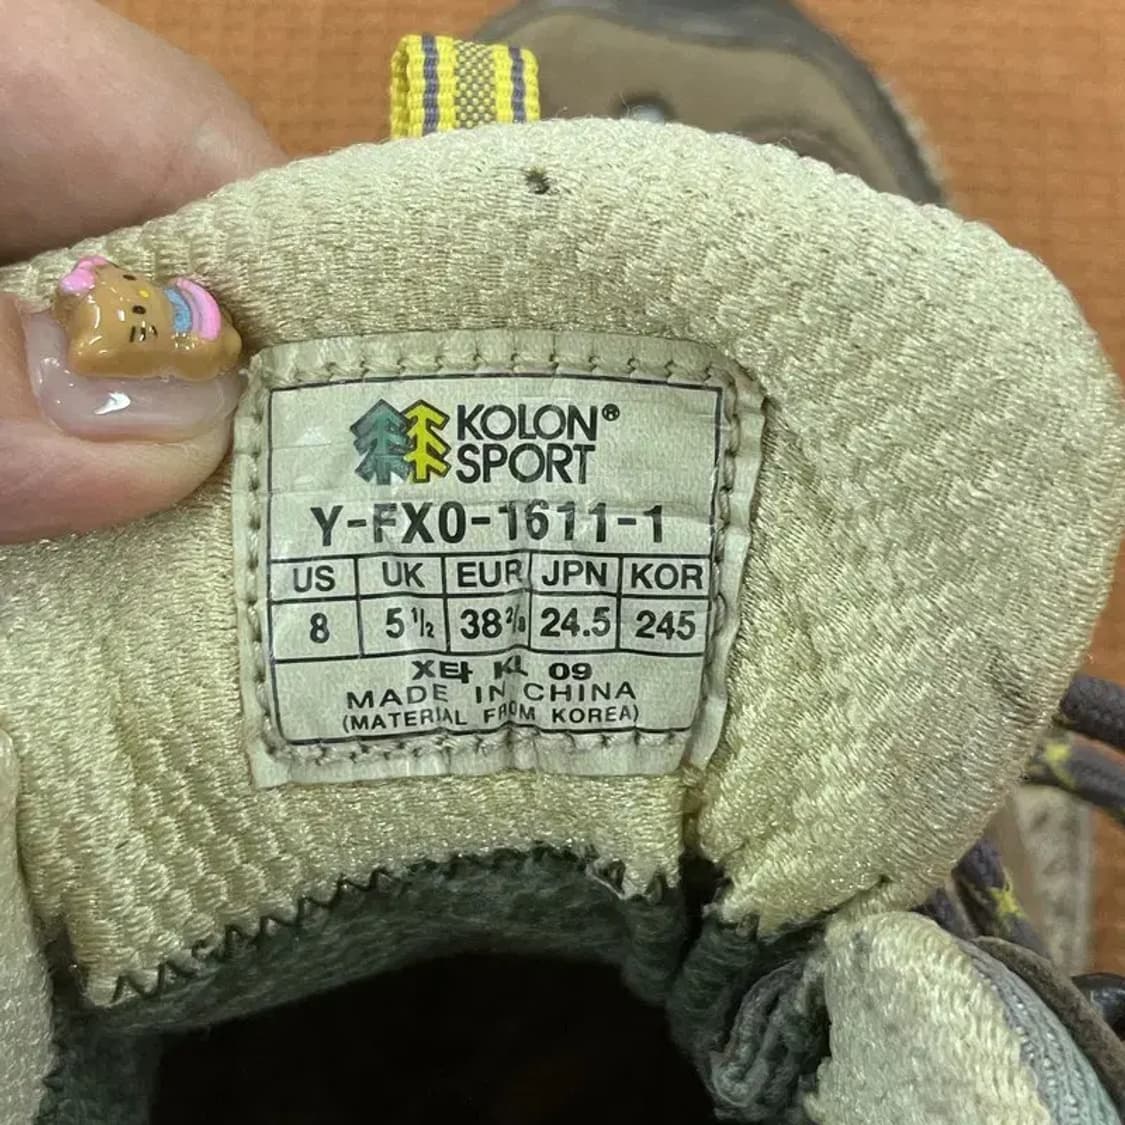 KOLON®
SPORT
Y-FX0-1611-1
US UK EUR JPN KOR
8 5 1/2 38 2/3 24.5 245
X타 KL 09
MADE IN CHINA
(MATERIAL FROM KOREA)